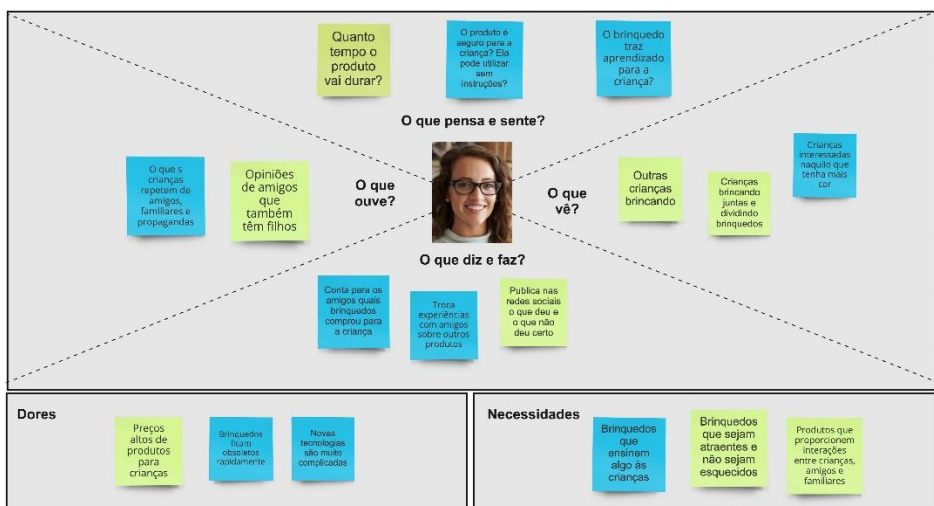 Quanto
tempo o
produto
vai durar?
O produto é
seguro para a
criança? Ela
pode utilizar
sem
instruções?
O brinquedo
traz
aprendizado
para a
criança?
O que pensa e sente?
O que s
crianças
repetem de
amigos,
familiares e
propagandas
Opiniões
de amigos
que
também
têm filhos
O que
ouve?
O que
vê?
Outras
crianças
brincando
Crianças
brincando
juntas e
dividindo
brinquedos
Crianças
interessadas
naquilo que
tenha mais
cor
O que diz e faz?
Conta para os
amigos quais
brinquedos
comprou para
a criança
Troca
experiências
com amigos
sobre outros
produtos
Publica nas
redes sociais
o que deu e
o que não
deu certo
Dores
Preços
altos de
produtos
para
crianças
Brinquedos
ficam
obsoletos
rapidamente
Novas
tecnologias
são muito
complicadas
Necessidades
Brinquedos
que
ensinem
algo às
crianças
Brinquedos
que sejam
atraentes e
não sejam
esquecidos
Produtos que
proporcionem
interações
entre crianças,
amigos e
familiares